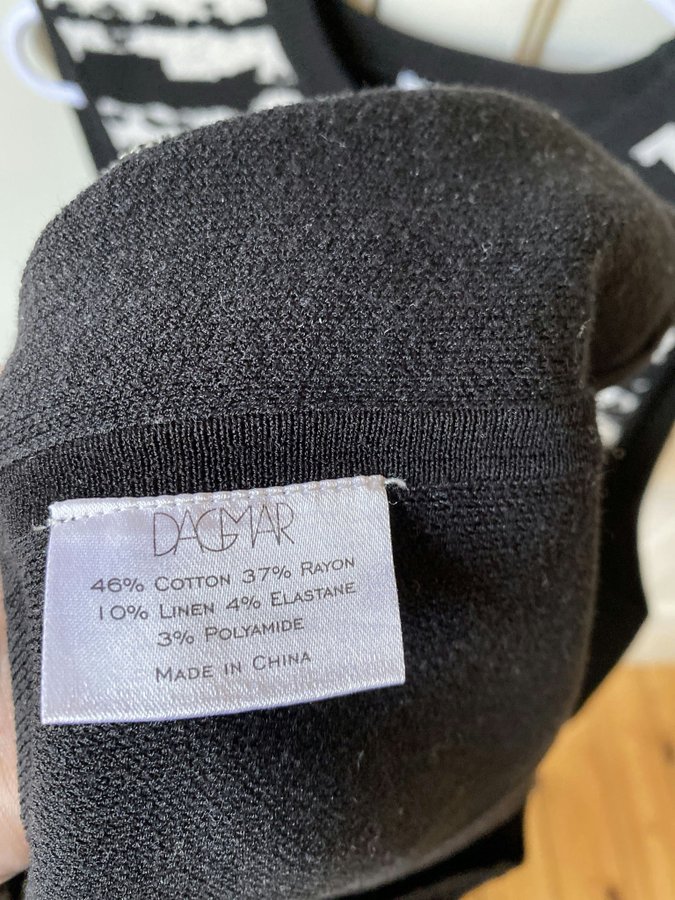 DAGMAR
46% COTTON 37% RAYON
10% LINEN 4% ELASTANE
3% POLYAMIDE
MADE IN CHINA